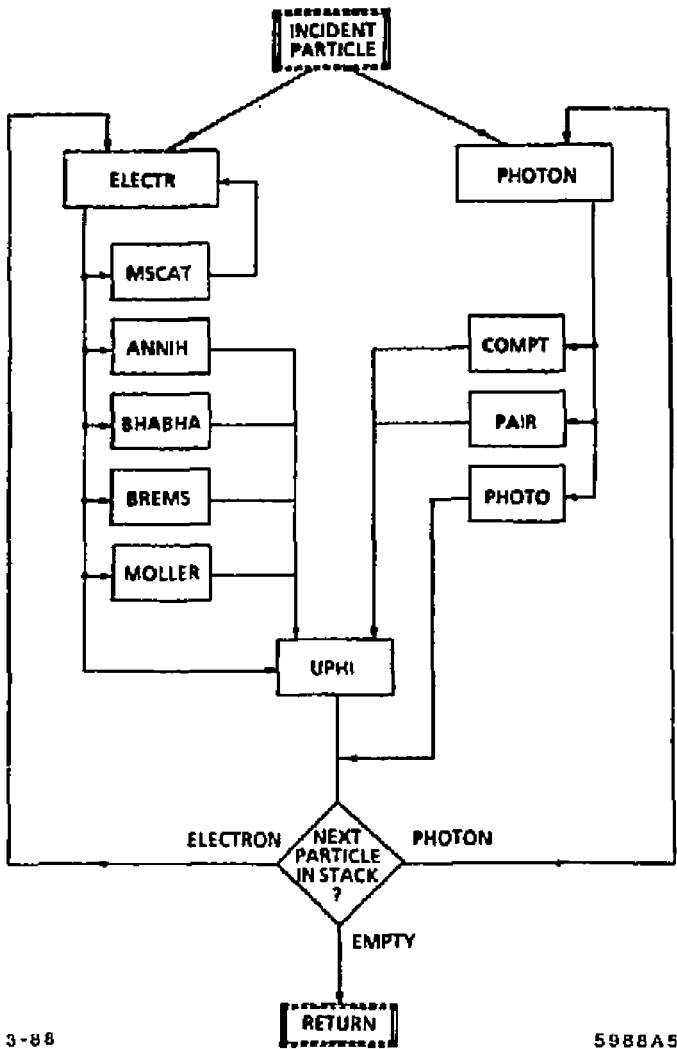 INCIDENT
PARTICLE
ELECTR
PHOTON
MSCAT
ANNIH
COMPT
BHABHA
PAIR
BREMS
PHOTO
MOLLER
UPHI
ELECTRON
NEXT
PARTICLE
IN STACK
?
PHOTON
EMPTY
RETURN
3-88
5988A5